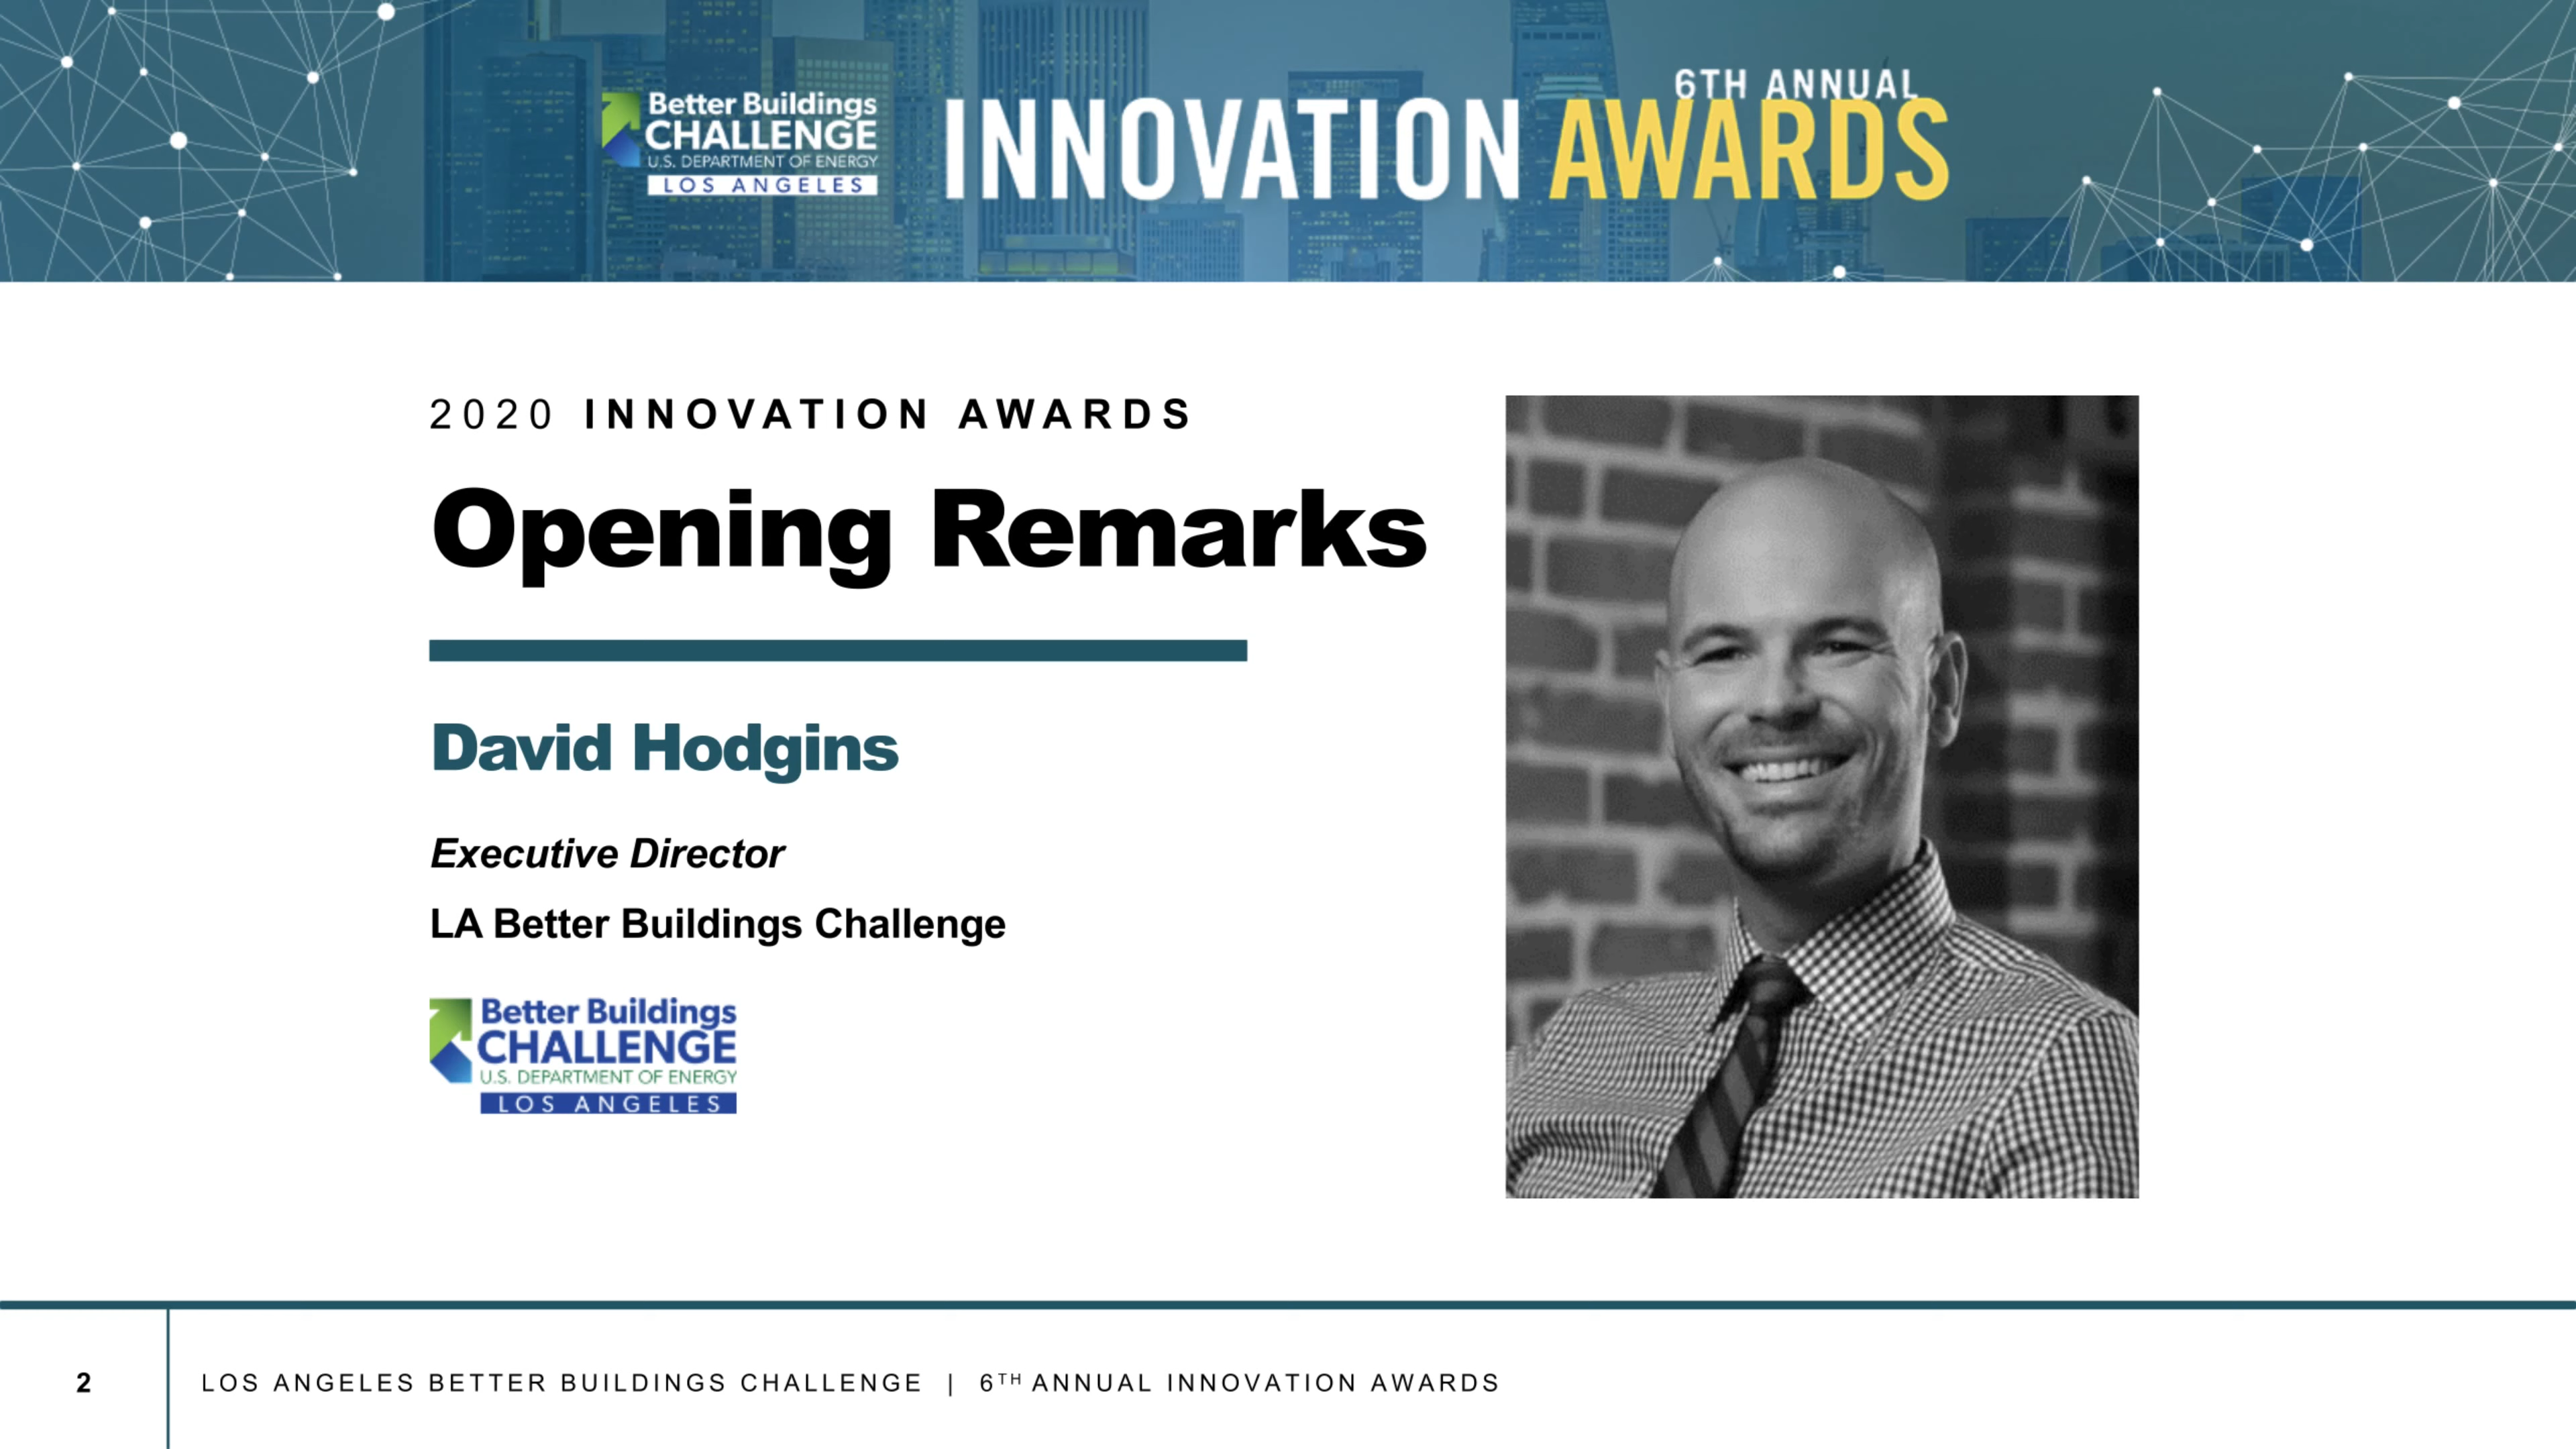 Better Buildings
CHALLENGE
U.S. DEPARTMENT OF ENERGY
LOS ANGELES
6TH ANNUAL
INNOVATION AWARDS
2020 INNOVATION AWARDS
Opening Remarks
David Hodgins
Executive Director
LA Better Buildings Challenge
Better Buildings
CHALLENGE
U.S. DEPARTMENT OF ENERGY
LOS ANGELES
2
LOS ANGELES BETTER BUILDINGS CHALLENGE | 6TH ANNUAL INNOVATION AWARDS